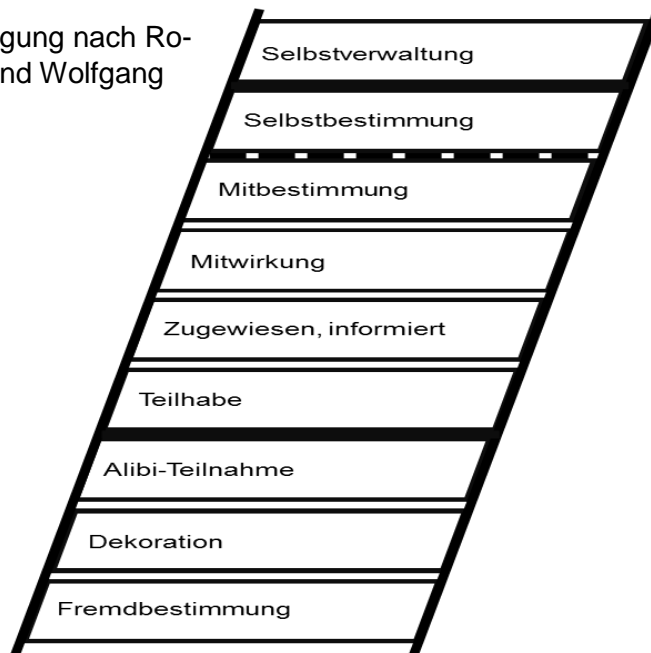 gung nach Ro-
nd Wolfgang
Selbstverwaltung
Selbstbestimmung
Mitbestimmung
Mitwirkung
Zugewiesen, informiert
Teilhabe
Alibi-Teilnahme
Dekoration
Fremdbestimmung